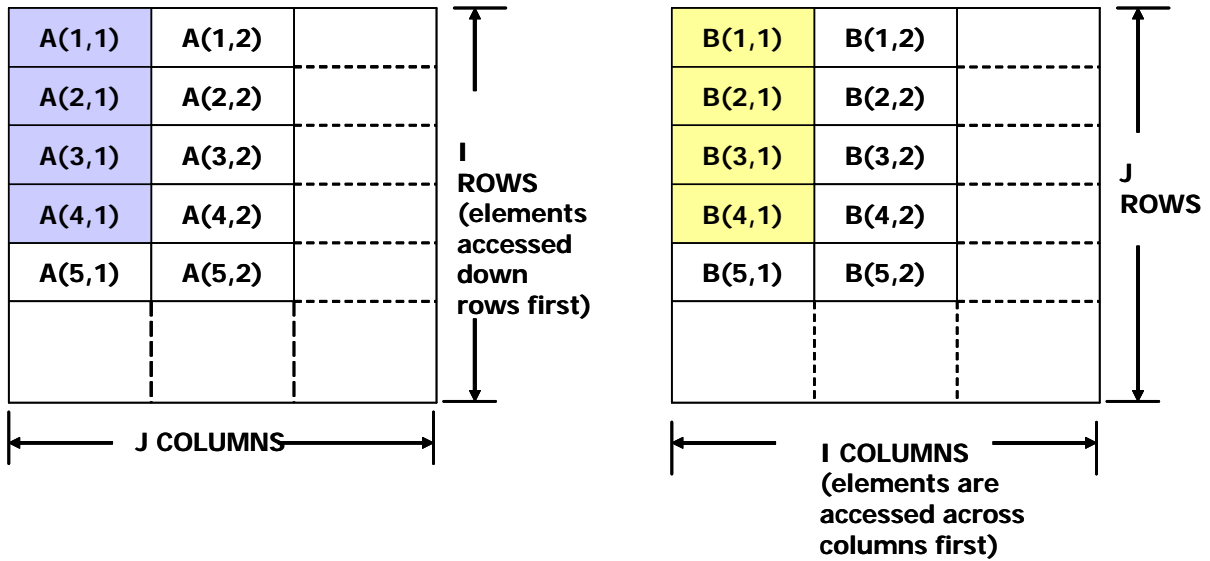 A(1,1) A(1,2)
A(2,1) A(2,2)
A(3,1) A(3,2)
A(4,1) A(4,2)
A(5,1) A(5,2)
I
ROWS
(elements
accessed
down
rows first)
J COLUMNS
B(1,1) B(1,2)
B(2,1) B(2,2)
B(3,1) B(3,2)
B(4,1) B(4,2)
B(5,1) B(5,2)
J
ROWS
I COLUMNS
(elements are
accessed across
columns first)